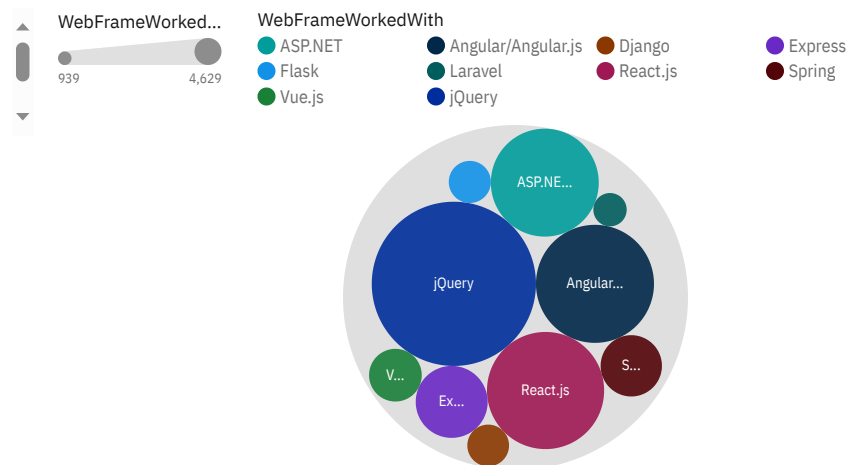 WebFrameWorked...
939 4,629
WebFrameWorkedWith
ASP.NET Angular/Angular.js Django Express
Flask Laravel React.js Spring
Vue.js jQuery
ASP.NE...
jQuery Angular...
S...
V...
React.js
Ex...